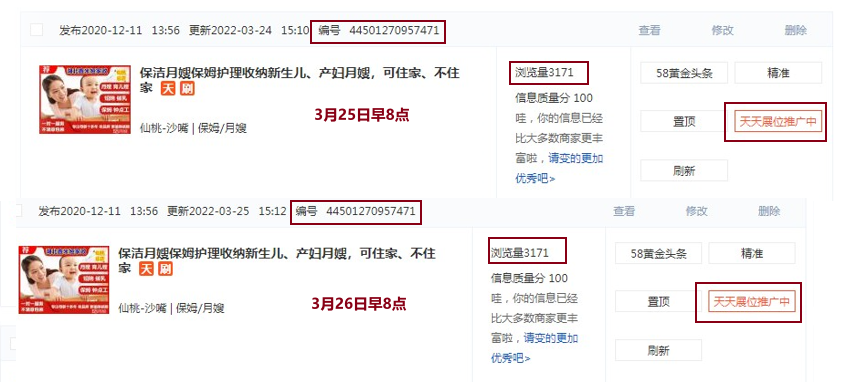 发布2020-12-11 13:56 更新2022-03-24 15:10 编号 44501270957471 查看 修改 删除
保洁月嫂保姆护理收纳新生儿、产妇月嫂，可住家、不住
家 天 刷
仙桃-沙嘴 | 保姆/月嫂
3月25日早8点
浏览量3171
信息质量分 100
哇，你的信息已经
比大多数商家更丰
富啦，请变的更加
优秀吧>
58黄金头条 精准
置顶 天天展位推广中
刷新
发布2020-12-11 13:56 更新2022-03-25 15:12 编号 44501270957471 查看 修改 删除
保洁月嫂保姆护理收纳新生儿、产妇月嫂，可住家、不住
家 天 刷
仙桃-沙嘴 | 保姆/月嫂
3月26日早8点
浏览量3171
信息质量分 100
哇，你的信息已经
比大多数商家更丰
富啦，请变的更加
优秀吧>
58黄金头条 精准
置顶 天天展位推广中
刷新